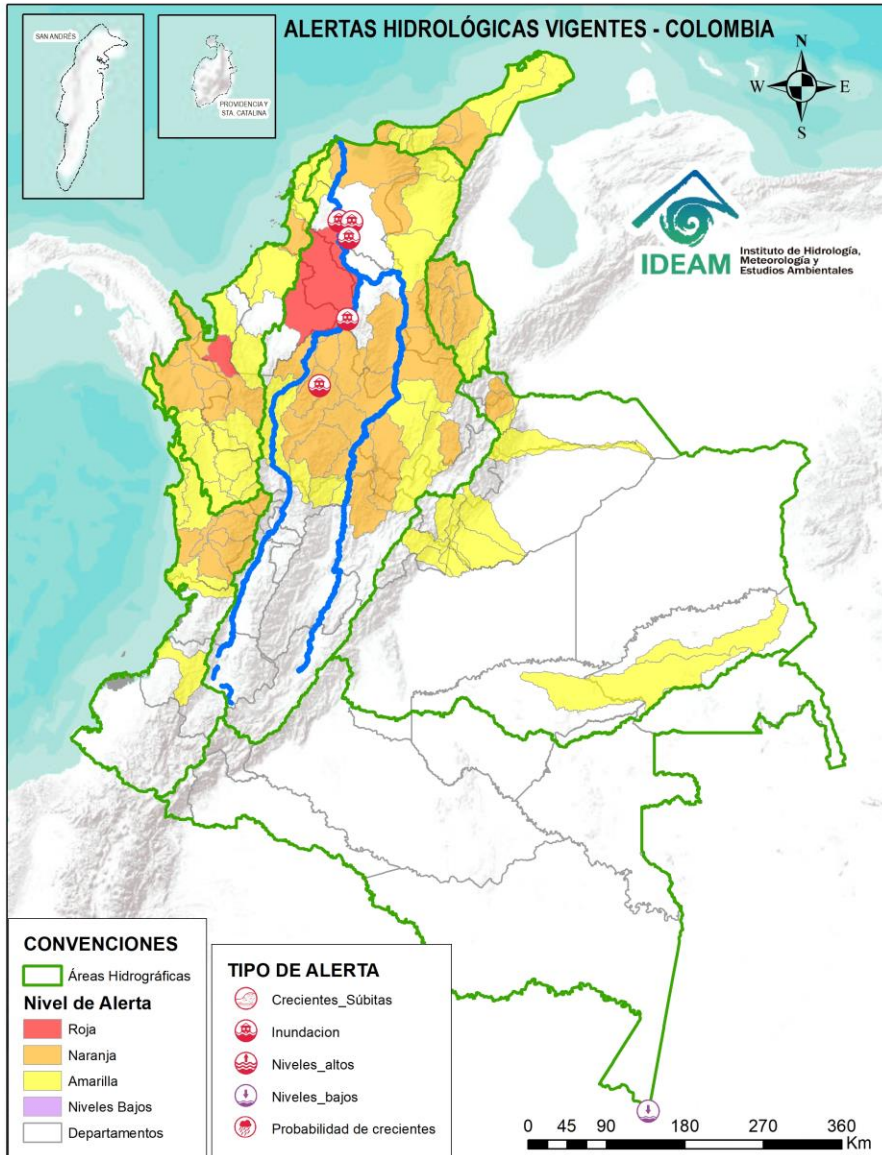 ALERTAS HIDROLÓGICAS VIGENTES - COLOMBIA
SAN ANDRÉS
PROVIDENCIA Y
STA. CATALINA
N
W
E
S
IDEAM
Instituto de Hidrología,
Meteorología y
Estudios Ambientales
CONVENCIONES
Áreas Hidrográficas
Nivel de Alerta
Roja
Naranja
Amarilla
Niveles Bajos
Departamentos
TIPO DE ALERTA
Crecientes_Súbitas
Inundacion
Niveles_altos
Niveles_bajos
Probabilidad de crecientes
0 45 90 180 270 360
Km